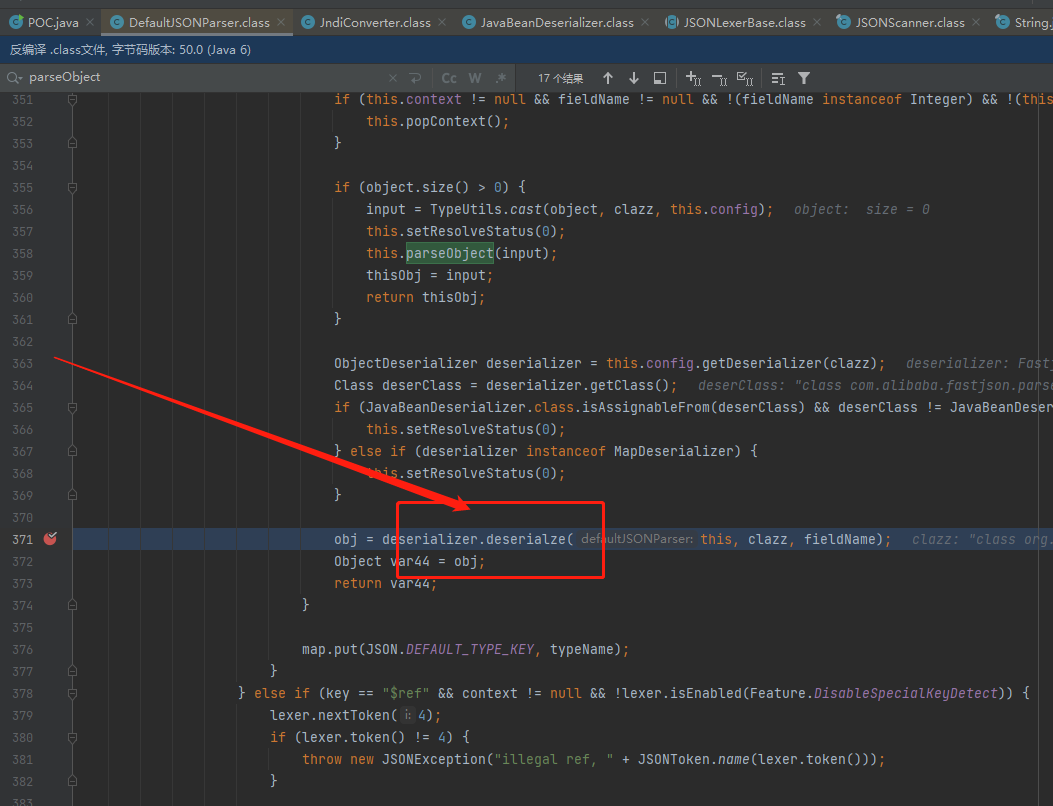 POC.java × DefaultJSONParser.class × JndiConverter.class × JavaBeanDeserializer.class × JSONLexerBase.class × JSONScanner.class × String.
反编译 .class文件, 字节码版本: 50.0 (Java 6)
parseObject × Cc W .* 17 个结果
351 if (this.context != null && fieldName != null && !(fieldName instanceof Integer) && !(this
352 this.popContext();
353 }
354
355 if (object.size() > 0) {
356 input = TypeUtils.cast(object, clazz, this.config); object: size = 0
357 this.setResolveStatus(0);
358 this.parseObject(input);
359 thisObj = input;
360 return thisObj;
361 }
362
363 ObjectDeserializer deserializer = this.config.getDeserializer(clazz); deserializer: Fastj
364 Class deserClass = deserializer.getClass(); deserClass: "class com.alibaba.fastjson.parse
365 if (JavaBeanDeserializer.class.isAssignableFrom(deserClass) && deserClass != JavaBeanDeser
366 this.setResolveStatus(0);
367 } else if (deserializer instanceof MapDeserializer) {
368 this.setResolveStatus(0);
369 }
370
371 obj = deserializer.deserialze( defaultJSONParser: this, clazz, fieldName); clazz: "class org.
372 Object var44 = obj;
373 return var44;
374 }
375
376 map.put(JSON.DEFAULT_TYPE_KEY, typeName);
377 }
378 } else if (key == "$ref" && context != null && !lexer.isEnabled(Feature.DisableSpecialKeyDetect)) {
379 lexer.nextToken( i: 4);
380 if (lexer.token() != 4) {
381 throw new JSONException("illegal ref, " + JSONToken.name(lexer.token()));
382 }
383